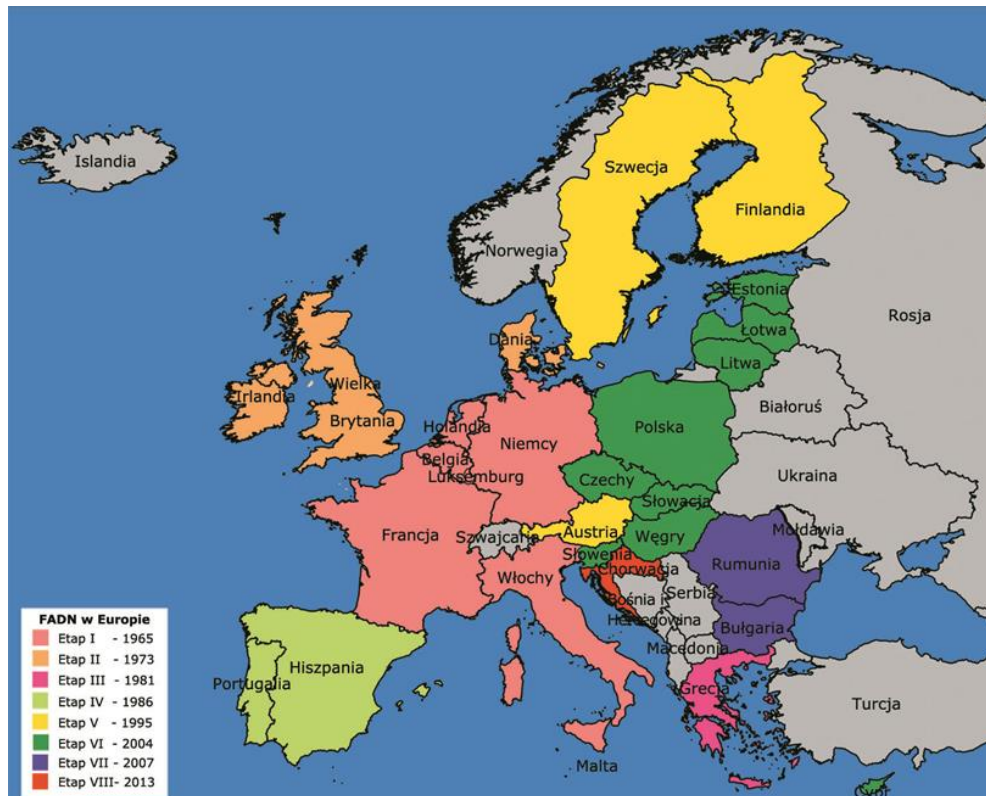 Islandia
Szwecja
Finlandia
Norwegia
Estonia
Rosja
Łotwa
Dania
Litwa
Irlandia
Wielka
Brytania
Białoruś
Holandia
Polska
Niemcy
Belgia
Luksemburg
Czechy
Ukraina
Słowacja
Francja
Szwajcaria
Austria
Węgry
Mołdawia
Słowenia
Chorwacja
Rumunia
Włochy
Bośnia i
Hercegowina
Serbia
Bułgaria
Macedonia
Hiszpania
Portugalia
Grecja
Turcja
Malta
Cypr
FADN w Europie
Etap I - 1965
Etap II - 1973
Etap III - 1981
Etap IV - 1986
Etap V - 1995
Etap VI - 2004
Etap VII - 2007
Etap VIII- 2013